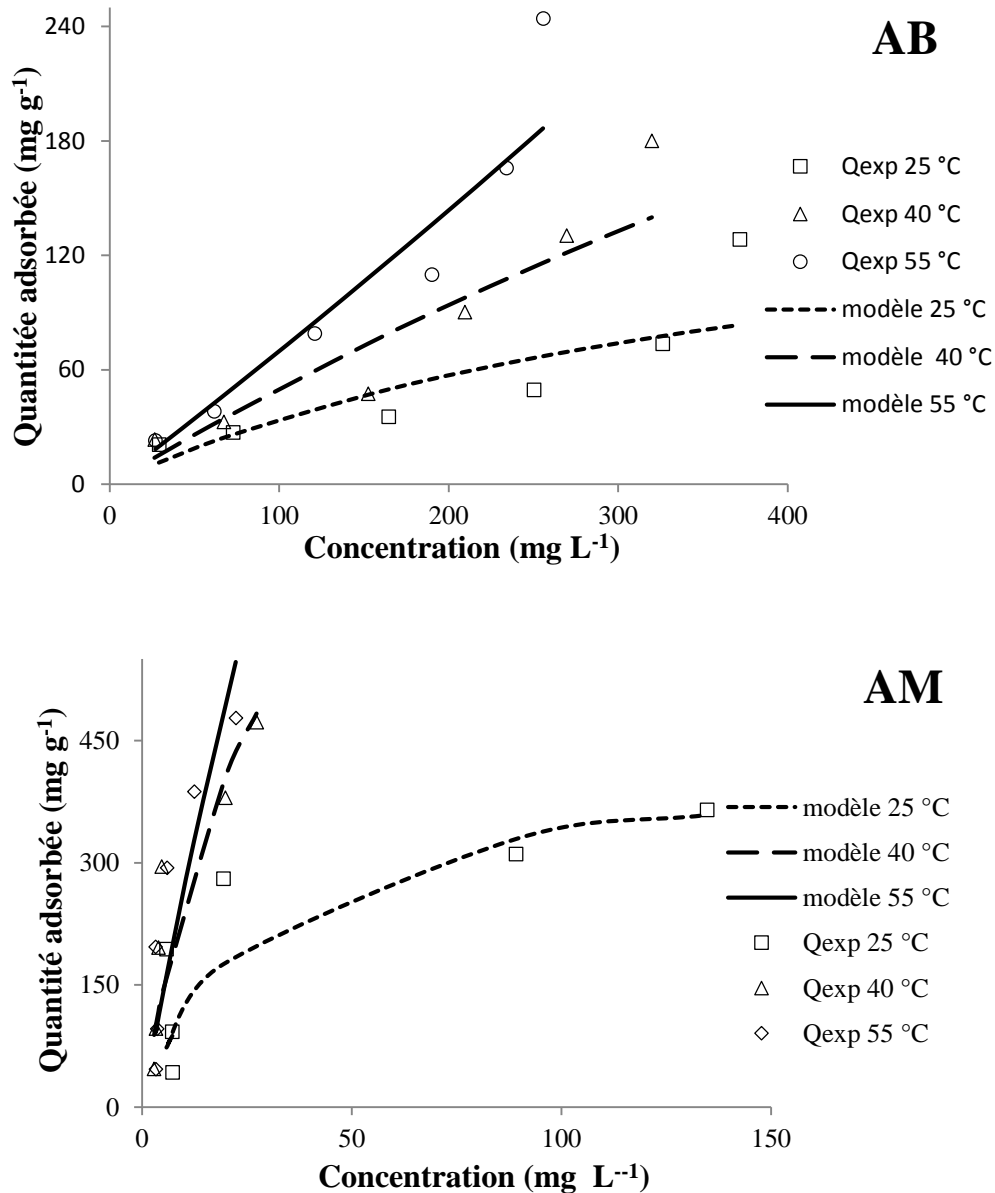 AB
Quantitée adsorbée (mg g-1)
240
180
120
60
0
0 100 200 300 400
Concentration (mg L-1)
Qexp 25 °C
Qexp 40 °C
Qexp 55 °C
modèle 25 °C
modèle 40 °C
modèle 55 °C
AM
Quantité adsorbée (mg g-1)
450
300
150
0
0 50 100 150
Concentration (mg L--1)
modèle 25 °C
modèle 40 °C
modèle 55 °C
Qexp 25 °C
Qexp 40 °C
Qexp 55 °C